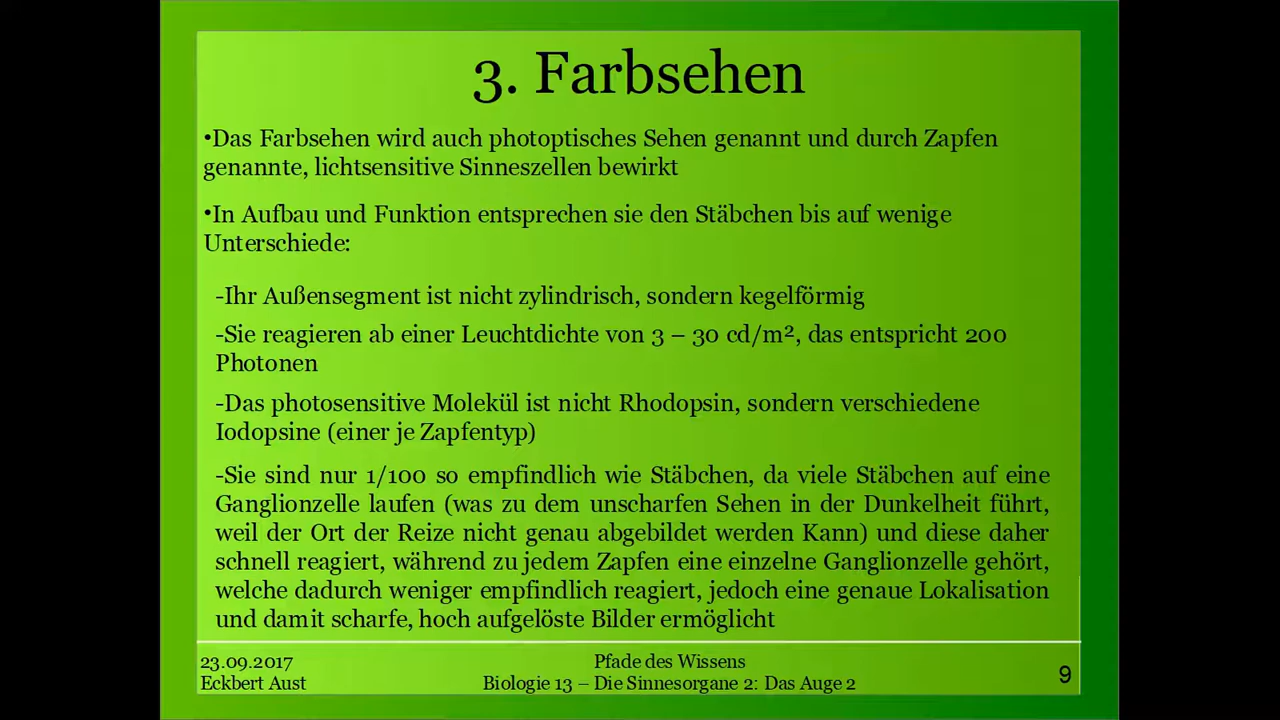 3. Farbsehen
•Das Farbsehen wird auch photoptisches Sehen genannt und durch Zapfen
genannte, lichtsensitive Sinneszellen bewirkt
•In Aufbau und Funktion entsprechen sie den Stäbchen bis auf wenige
Unterschiede:
-Ihr Außensegment ist nicht zylindrisch, sondern kegelförmig
-Sie reagieren ab einer Leuchtdichte von 3 – 30 cd/m², das entspricht 200
Photonen
-Das photosensitive Molekül ist nicht Rhodopsin, sondern verschiedene
Iodopsine (einer je Zapfentyp)
-Sie sind nur 1/100 so empfindlich wie Stäbchen, da viele Stäbchen auf eine
Ganglionzelle laufen (was zu dem unscharfen Sehen in der Dunkelheit führt,
weil der Ort der Reize nicht genau abgebildet werden Kann) und diese daher
schnell reagiert, während zu jedem Zapfen eine einzelne Ganglionzelle gehört,
welche dadurch weniger empfindlich reagiert, jedoch eine genaue Lokalisation
und damit scharfe, hoch aufgelöste Bilder ermöglicht
23.09.2017
Eckbert Aust
Pfade des Wissens
Biologie 13 – Die Sinnesorgane 2: Das Auge 2
9